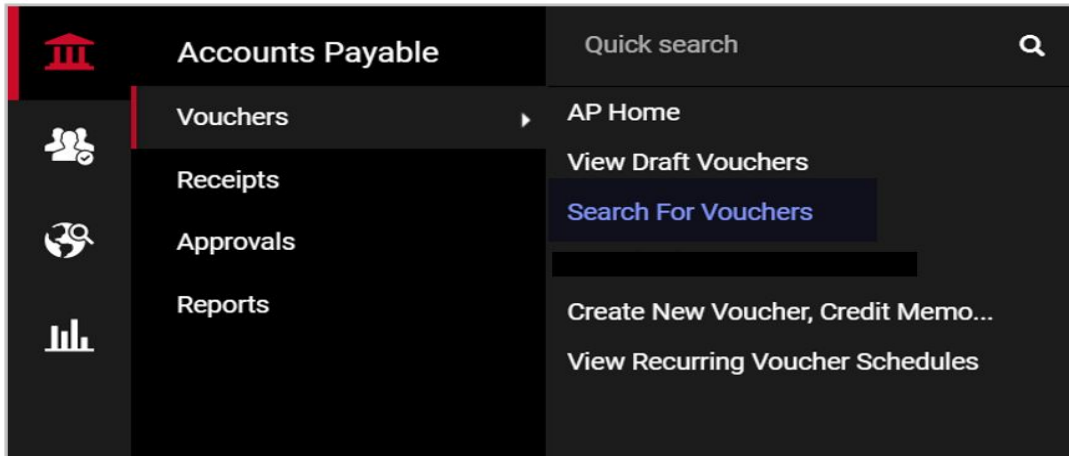 Accounts Payable
Vouchers
Receipts
Approvals
Reports
Quick search
AP Home
View Draft Vouchers
Search For Vouchers
Create New Voucher, Credit Memo...
View Recurring Voucher Schedules